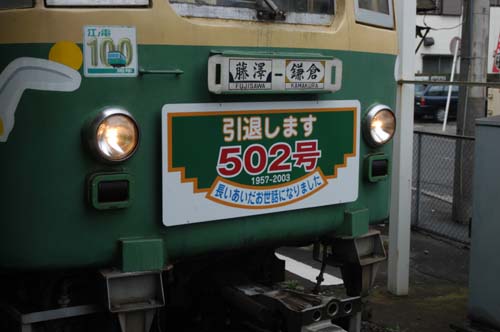 江ノ電
100
藤澤-鎌倉
FUJISAWA KAMAKURA
引退します
502号
1957-2003
長いあいだお世話になりました